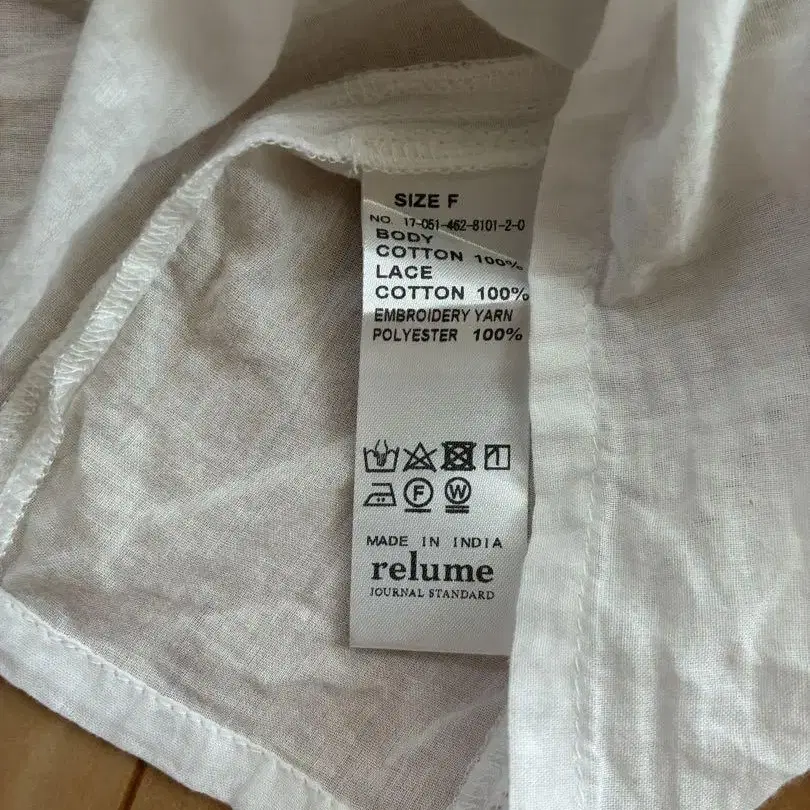 SIZE F
NO. 17-051-462-8101-2-0
BODY
COTTON 100%
LACE
COTTON 100%
EMBROIDERY YARN
POLYESTER 100%
F
W
MADE IN INDIA
relume
JOURNAL STANDARD